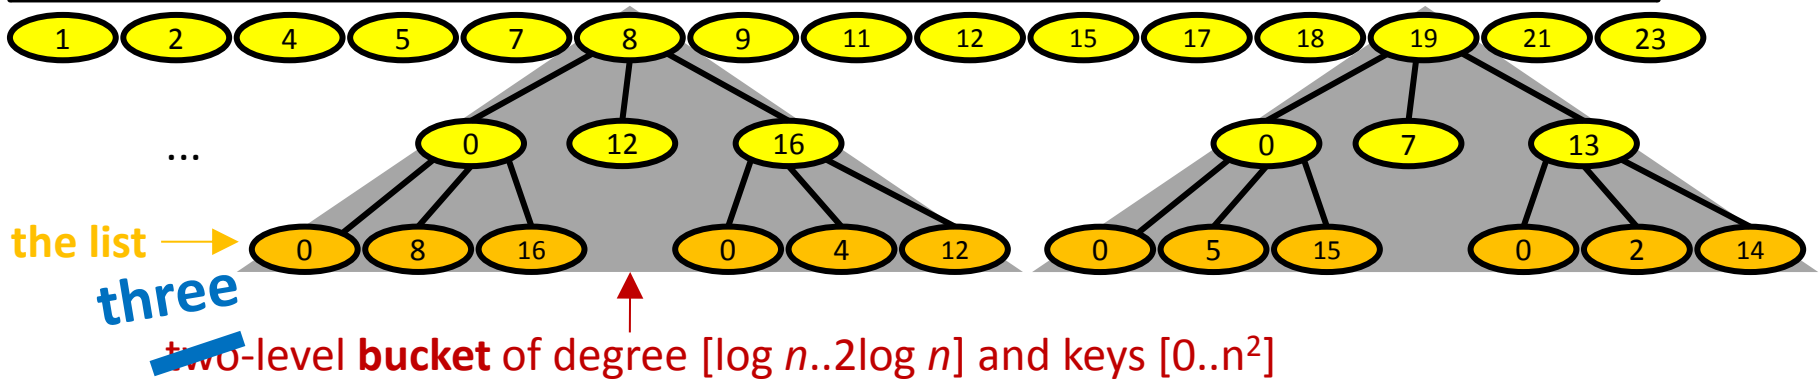 1 2 4 5 7 8 9 11 12 15 17 18 19 21 23
... 0 12 16 0 7 13
the list 0 8 16 0 4 12 0 5 15 0 2 14
three
two-level bucket of degree [log n..2log n] and keys [0..n²]